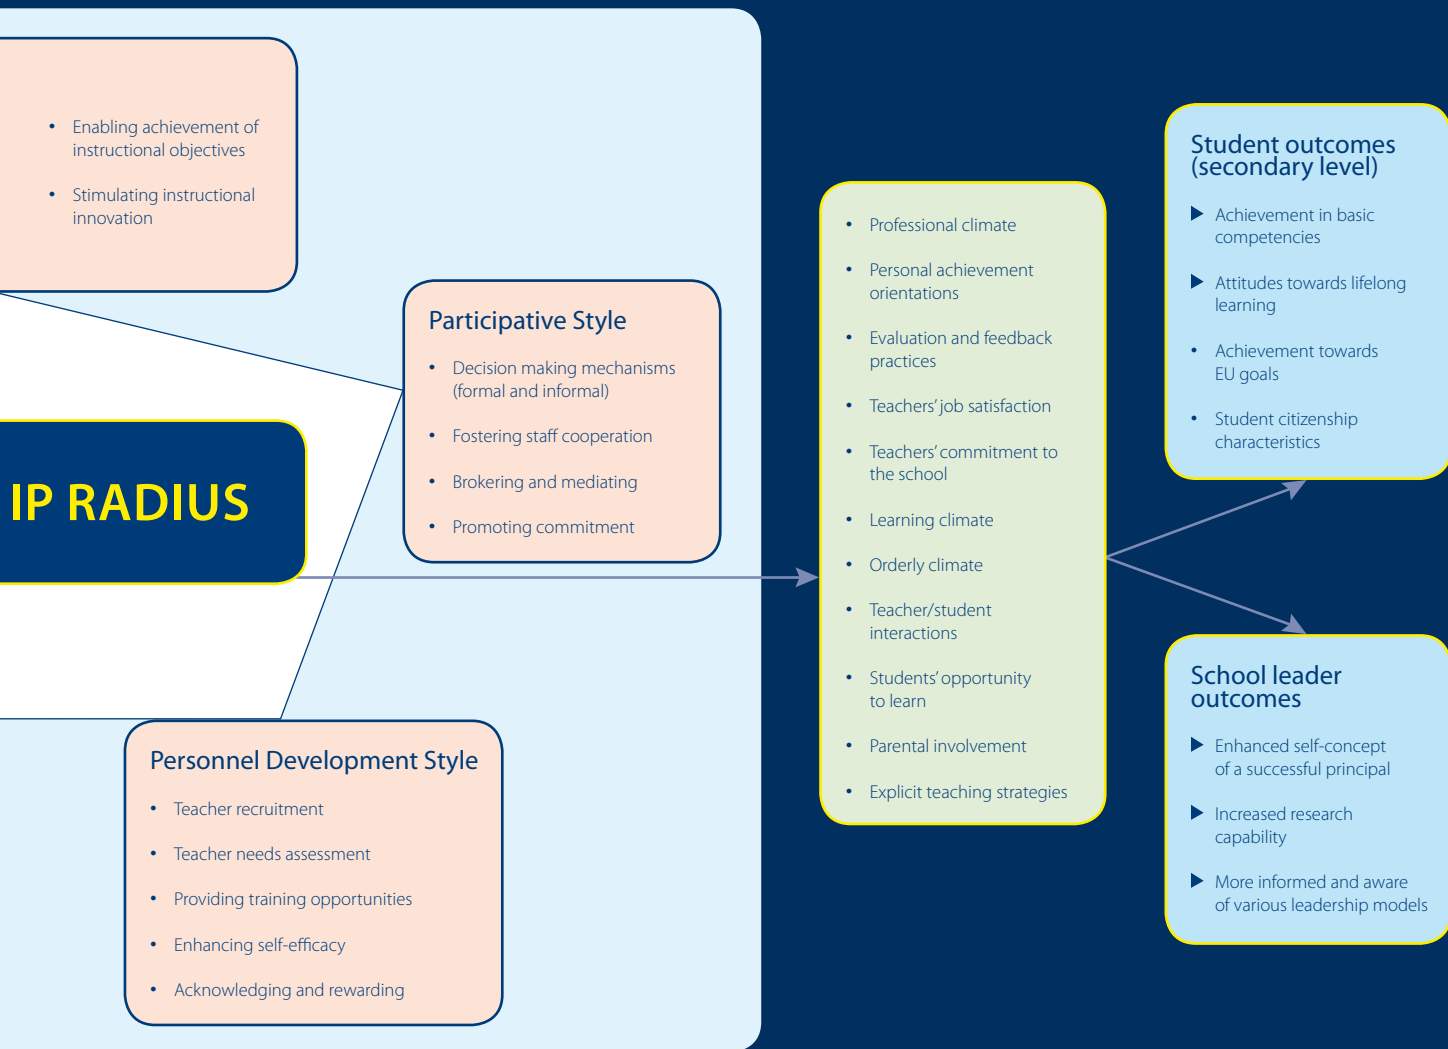 • Enabling achievement of
instructional objectives
• Stimulating instructional
innovation
IP RADIUS
Participative Style
• Decision making mechanisms
(formal and informal)
• Fostering staff cooperation
• Brokering and mediating
• Promoting commitment
Personnel Development Style
• Teacher recruitment
• Teacher needs assessment
• Providing training opportunities
• Enhancing self-efficacy
• Acknowledging and rewarding
• Professional climate
• Personal achievement
orientations
• Evaluation and feedback
practices
• Teachers’ job satisfaction
• Teachers’ commitment to
the school
• Learning climate
• Orderly climate
• Teacher/student
interactions
• Students’ opportunity
to learn
• Parental involvement
• Explicit teaching strategies
Student outcomes
(secondary level)
▶ Achievement in basic
competencies
▶ Attitudes towards lifelong
learning
• Achievement towards
EU goals
• Student citizenship
characteristics
School leader
outcomes
▶ Enhanced self-concept
of a successful principal
▶ Increased research
capability
▶ More informed and aware
of various leadership models